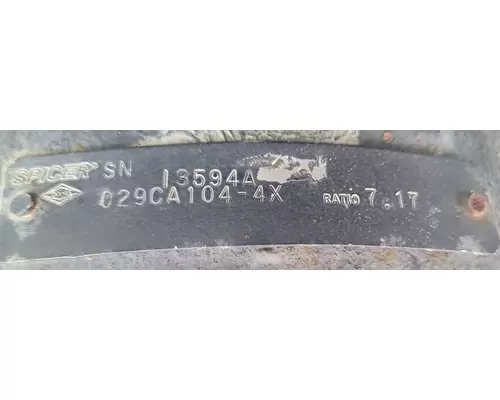 SPICER® SN 13594A
029CA104-4X RATIO 7.17